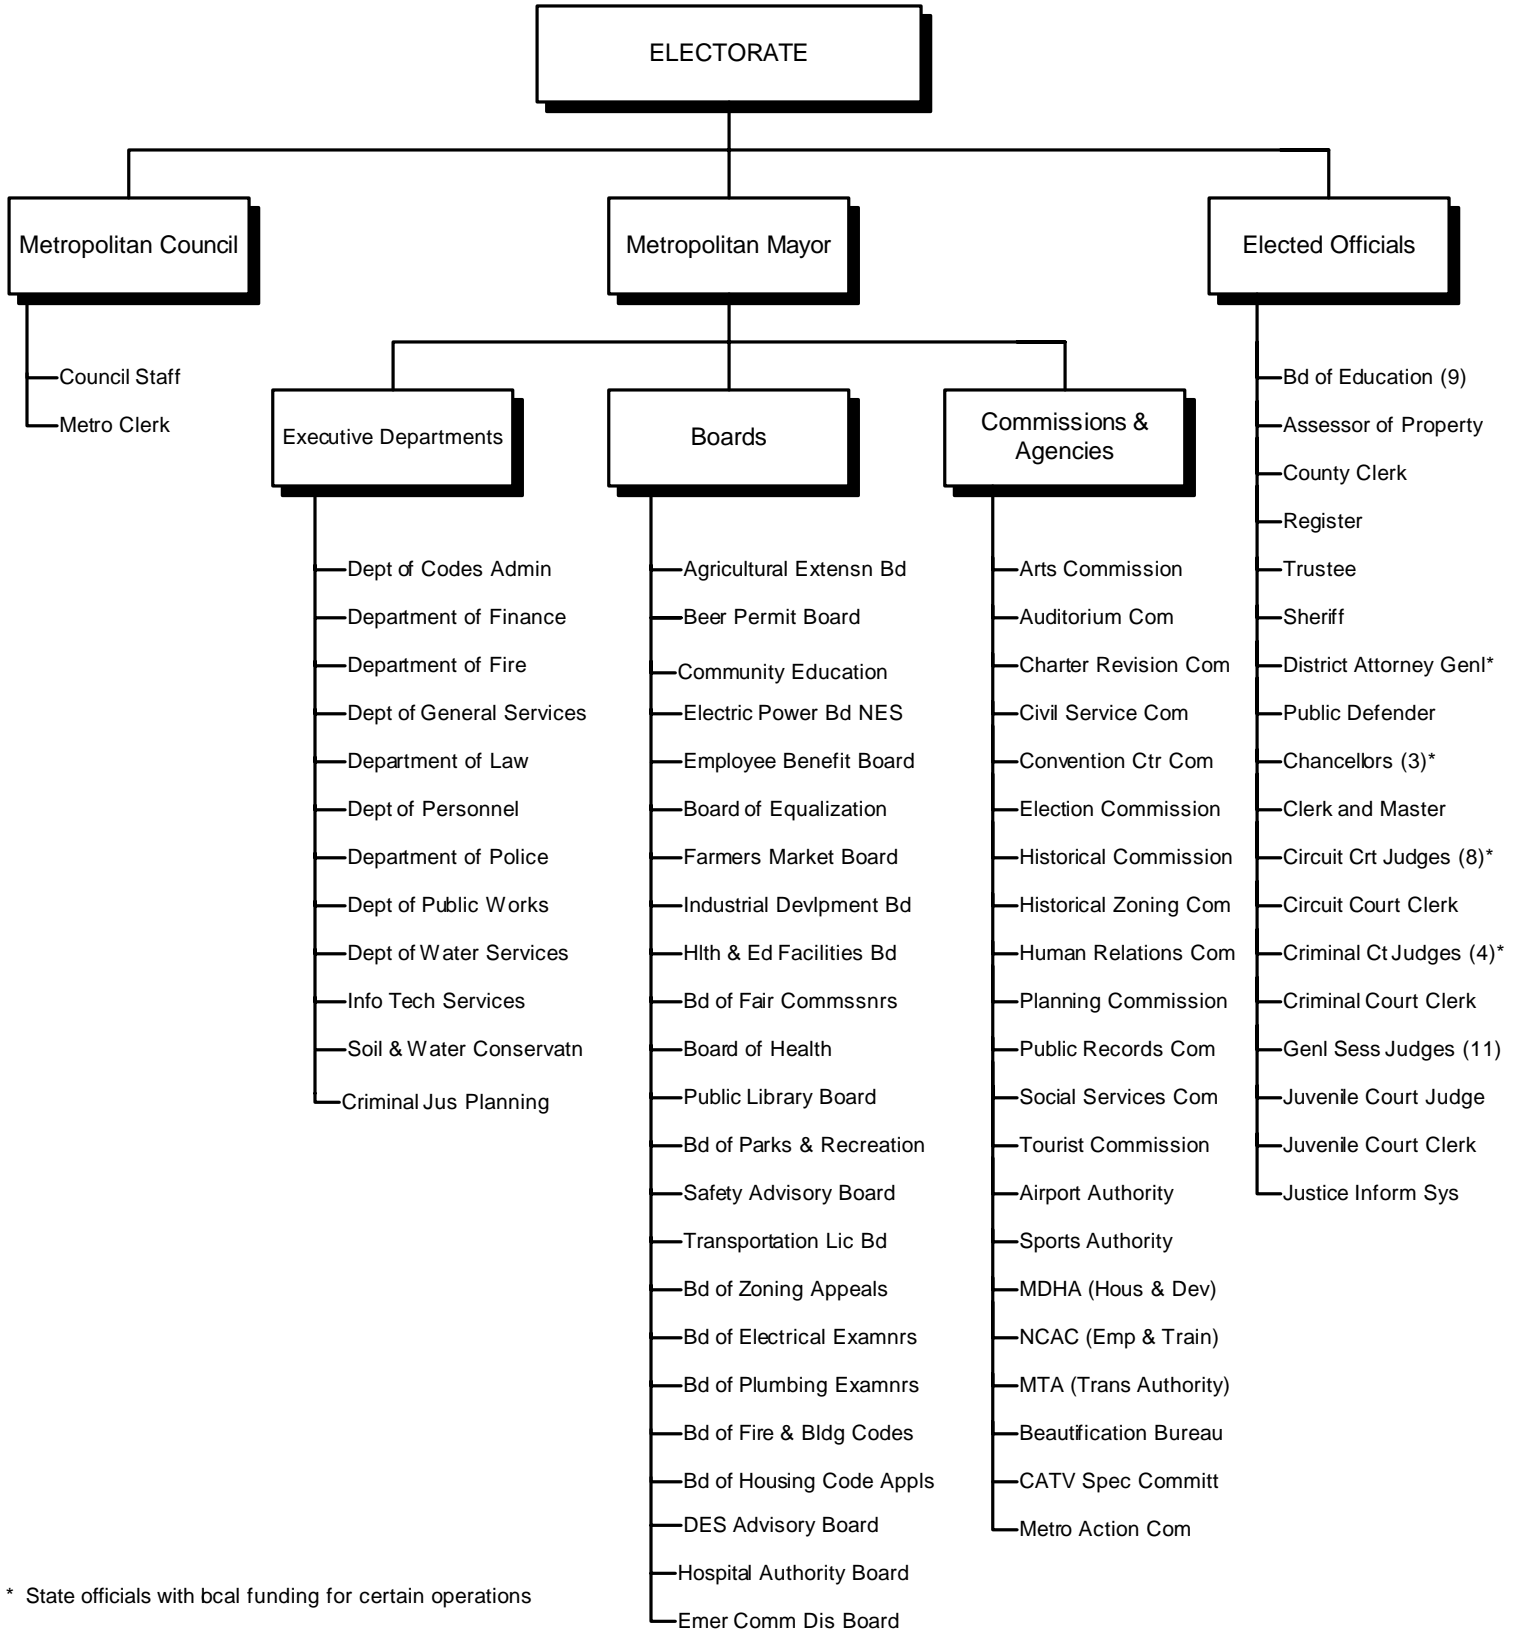 ELECTORATE
Metropolitan Council
Metropolitan Mayor
Elected Officials
Council Staff
Metro Clerk
Executive Departments
Boards
Commissions &
Agencies
Dept of Codes Admin
Department of Finance
Department of Fire
Dept of General Services
Department of Law
Dept of Personnel
Department of Police
Dept of Public Works
Dept of Water Services
Info Tech Services
Soil & Water Conservatn
Criminal Jus Planning
Agricultural Extensn Bd
Beer Permit Board
Community Education
Electric Power Bd NES
Employee Benefit Board
Board of Equalization
Farmers Market Board
Industrial Devlpment Bd
Hlth & Ed Facilities Bd
Bd of Fair Commssnrs
Board of Health
Public Library Board
Bd of Parks & Recreation
Safety Advisory Board
Transportation Lic Bd
Bd of Zoning Appeals
Bd of Electrical Examnrs
Bd of Plumbing Examnrs
Bd of Fire & Bldg Codes
Bd of Housing Code Appls
DES Advisory Board
Hospital Authority Board
Emer Comm Dis Board
Arts Commission
Auditorium Com
Charter Revision Com
Civil Service Com
Convention Ctr Com
Election Commission
Historical Commission
Historical Zoning Com
Human Relations Com
Planning Commission
Public Records Com
Social Services Com
Tourist Commission
Airport Authority
Sports Authority
MDHA (Hous & Dev)
NCAC (Emp & Train)
MTA (Trans Authority)
Beautification Bureau
CATV Spec Committ
Metro Action Com
Bd of Education (9)
Assessor of Property
County Clerk
Register
Trustee
Sheriff
District Attorney Genl*
Public Defender
Chancellors (3)*
Clerk and Master
Circuit Crt Judges (8)*
Circuit Court Clerk
Criminal Ct Judges (4)*
Criminal Court Clerk
Genl Sess Judges (11)
Juvenile Court Judge
Juvenile Court Clerk
Justice Inform Sys
* State officials with bcal funding for certain operations